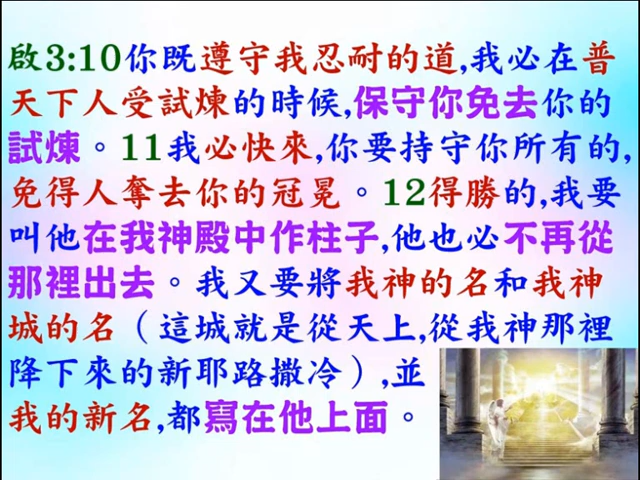 啟3:10你既遵守我忍耐的道,我必在普
天下人受試煉的時候,保守你免去你的
試煉。11我必快來,你要持守你所有的,
免得人奪去你的冠冕。12得勝的,我要
叫他在我神殿中作柱子,他也必不再從
那裡出去。我又要將我神的名和我神
城的名（這城就是從天上,從我神那裡
降下來的新耶路撒冷）,並
我的新名,都寫在他上面。